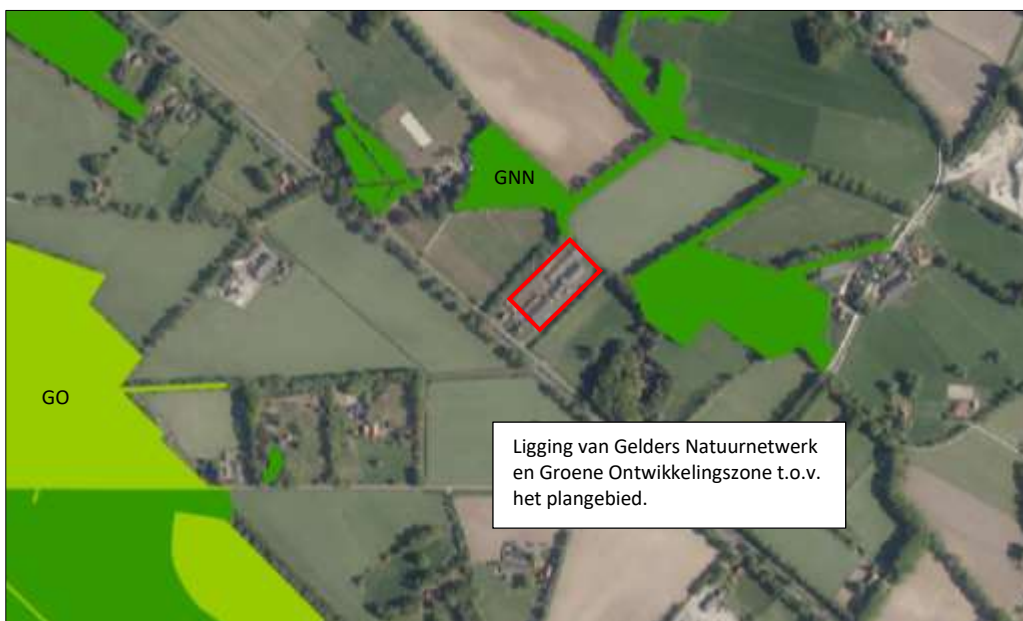 GNN
GO
Ligging van Gelders Natuurnetwerk
en Groene Ontwikkelingszone t.o.v.
het plangebied.